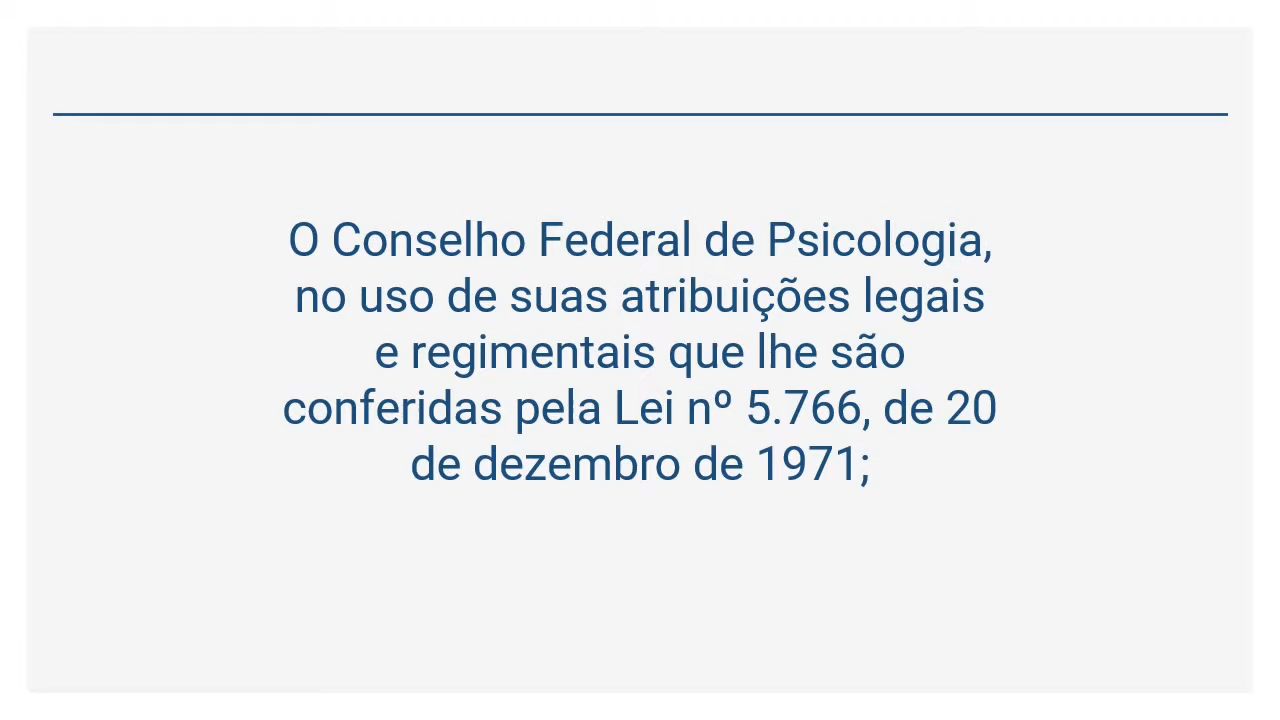 O Conselho Federal de Psicologia,
no uso de suas atribuições legais
e regimentais que lhe são
conferidas pela Lei nº 5.766, de 20
de dezembro de 1971;